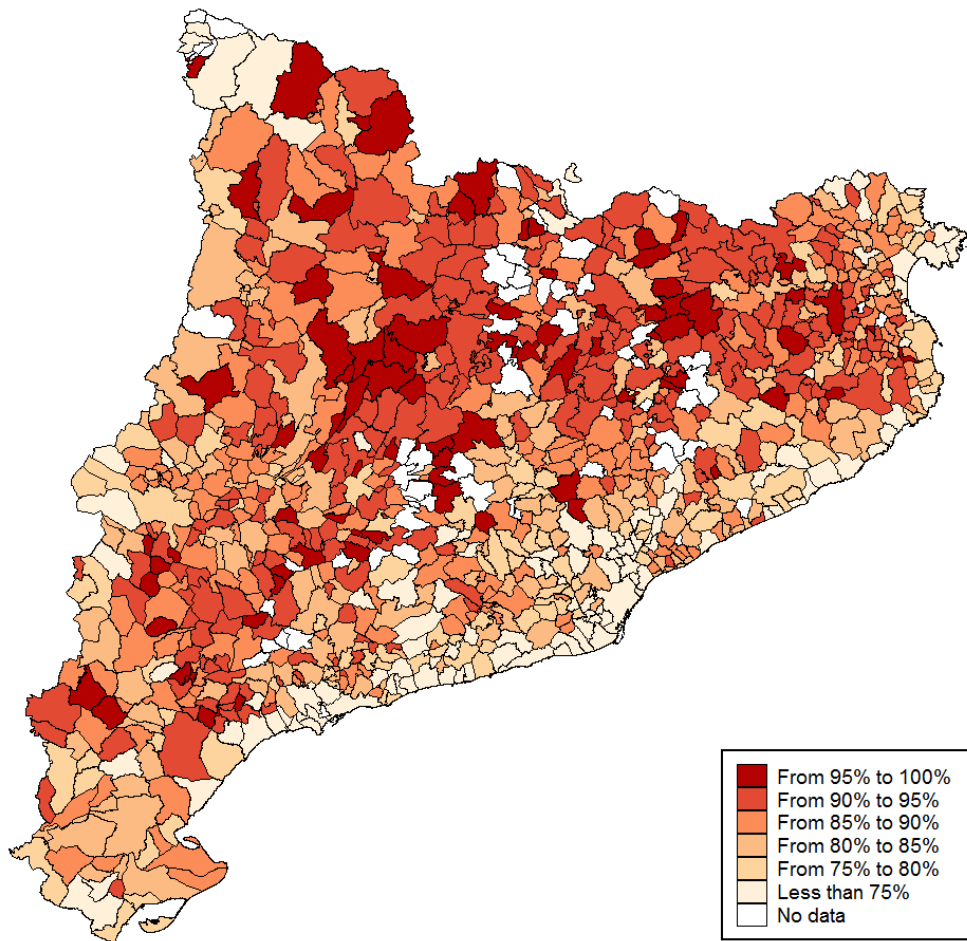 From 95% to 100%
From 90% to 95%
From 85% to 90%
From 80% to 85%
From 75% to 80%
Less than 75%
No data